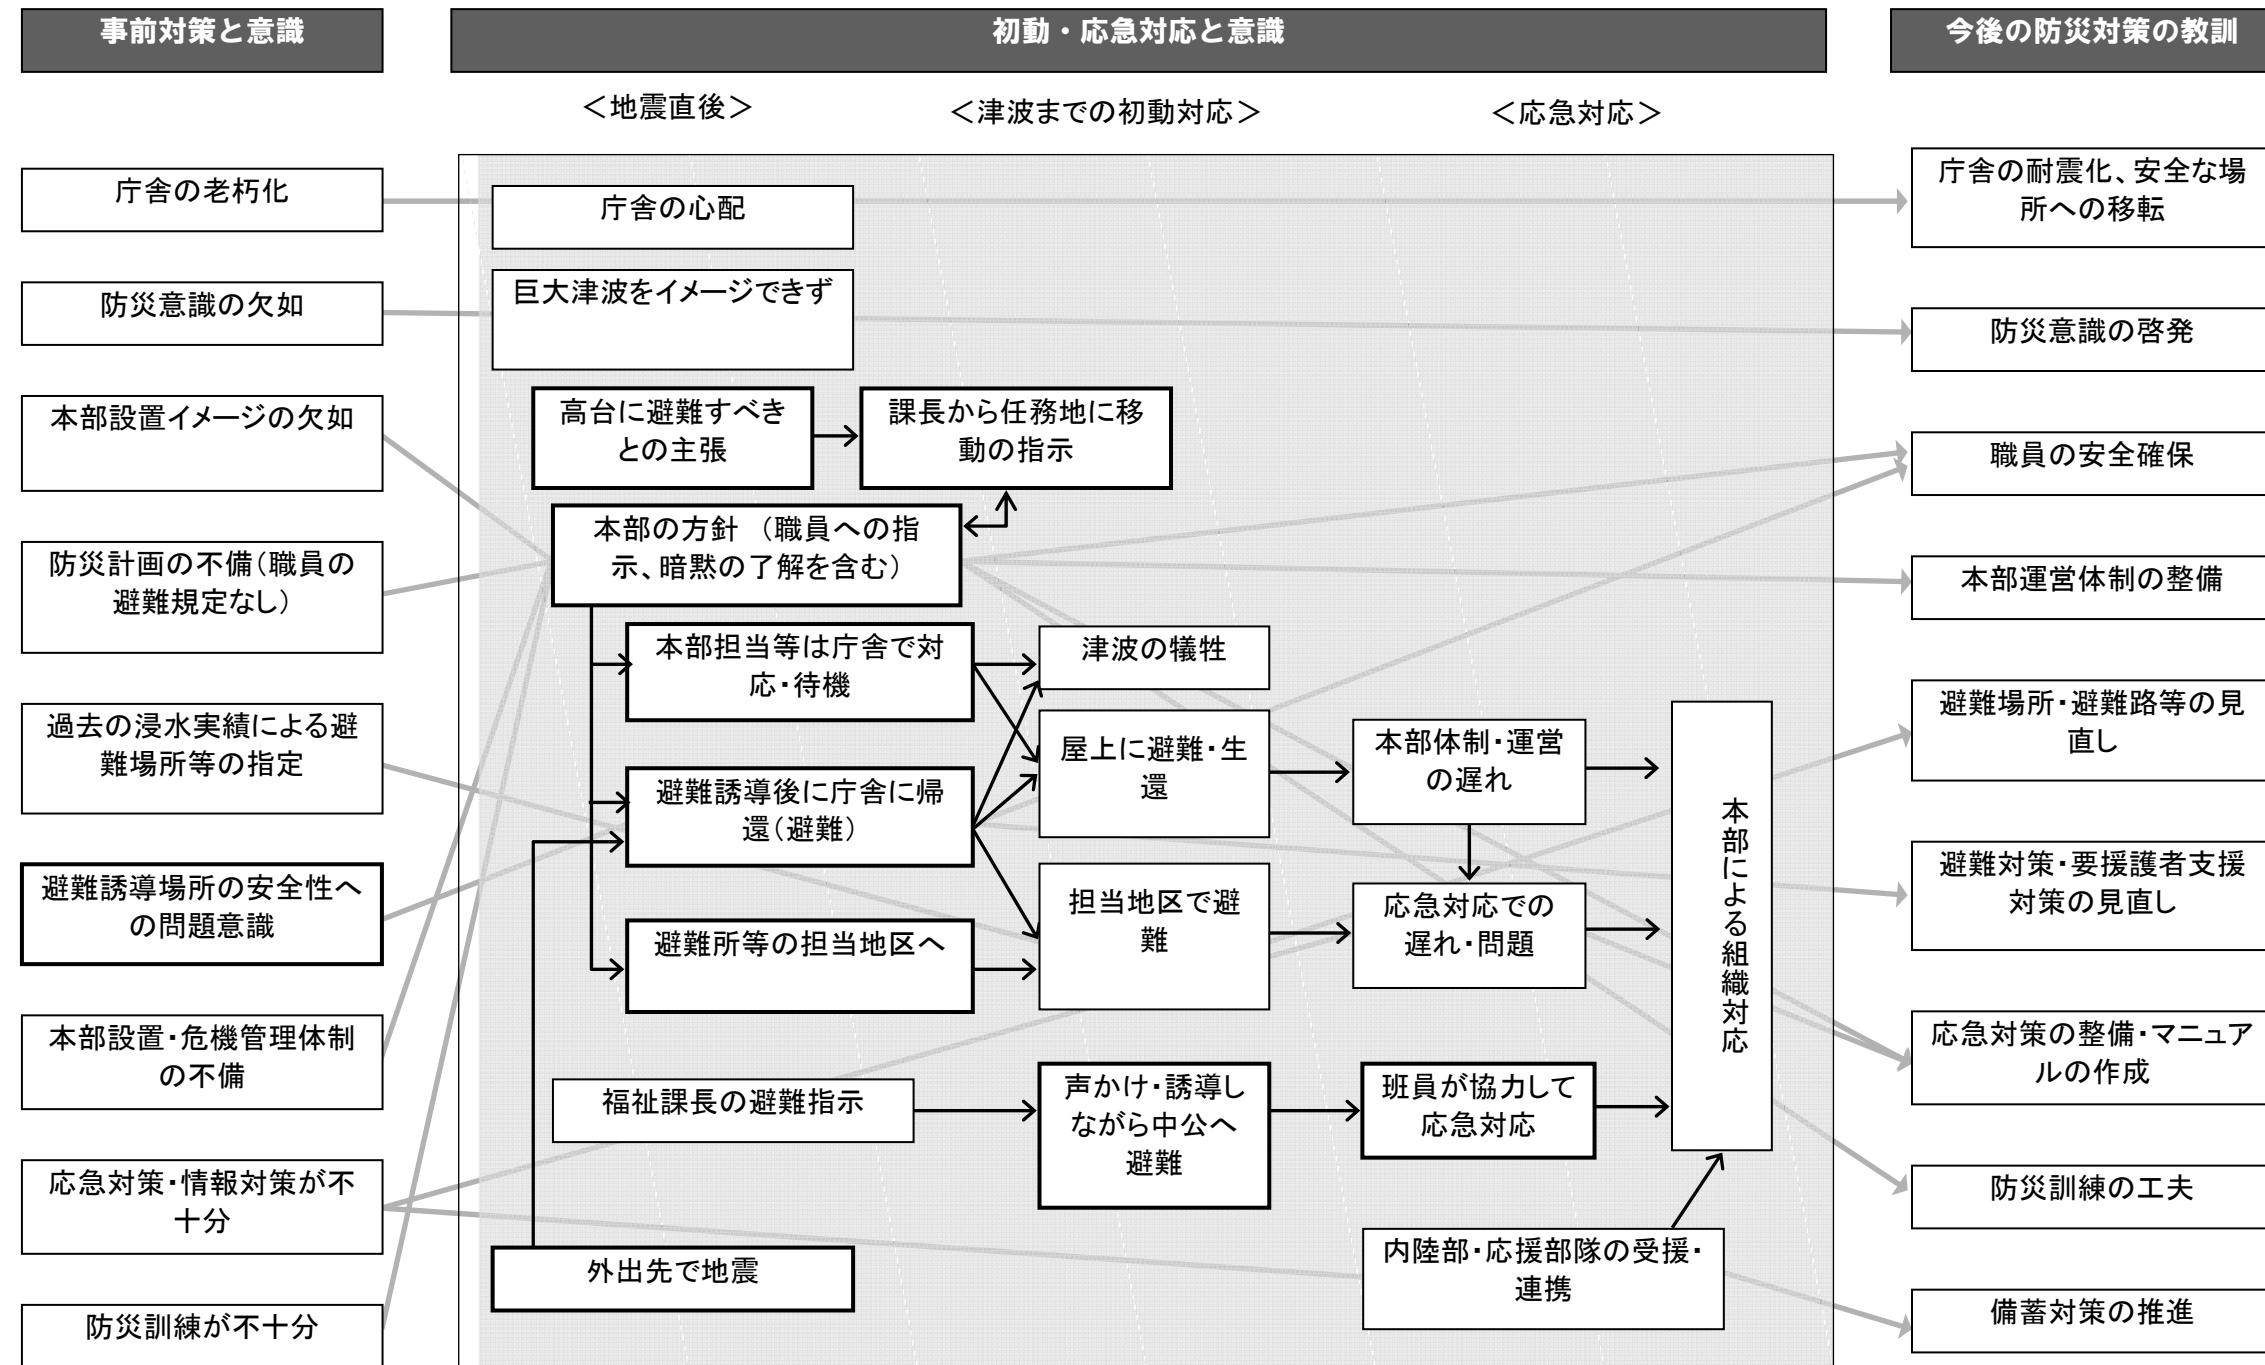 事前対策と意識
初動・応急対応と意識
今後の防災対策の教訓
＜地震直後＞
＜津波までの初動対応＞
＜応急対応＞
庁舎の老朽化
防災意識の欠如
本部設置イメージの欠如
防災計画の不備（職員の
避難規定なし）
過去の浸水実績による避
難場所等の指定
避難誘導場所の安全性へ
の問題意識
本部設置・危機管理体制
の不備
応急対策・情報対策が不
十分
防災訓練が不十分
庁舎の心配
巨大津波をイメージできず
高台に避難すべき
との主張
課長から任務地に移
動の指示
本部の方針　（職員への指
示、暗黙の了解を含む）
本部担当等は庁舎で対
応・待機
避難誘導後に庁舎に帰
還（避難）
避難所等の担当地区へ
福祉課長の避難指示
外出先で地震
津波の犠牲
屋上に避難・生
還
担当地区で避
難
声かけ・誘導し
ながら中公へ
避難
本部体制・運営
の遅れ
応急対応での
遅れ・問題
班員が協力して
応急対応
内陸部・応援部隊の受援・
連携
本部による組織対応
庁舎の耐震化、安全な場
所への移転
防災意識の啓発
職員の安全確保
本部運営体制の整備
避難場所・避難路等の見
直し
避難対策・要援護者支援
対策の見直し
応急対策の整備・マニュア
ルの作成
防災訓練の工夫
備蓄対策の推進